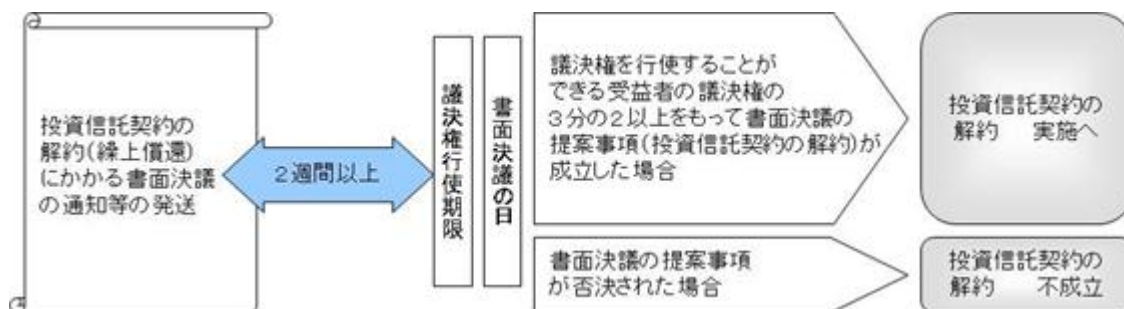 投資信託契約の
解約(繰上償還)
にかかる書面決議
の通知等の発送
2週間以上
議決権行使期限
書面決議の日
議決権を行使することが
できる受益者の議決権の
3分の2以上をもって書面決議の
提案事項(投資信託契約の解約)が
成立した場合
投資信託契約の
解約　実施へ
書面決議の提案事項
が否決された場合
投資信託契約の
解約　不成立